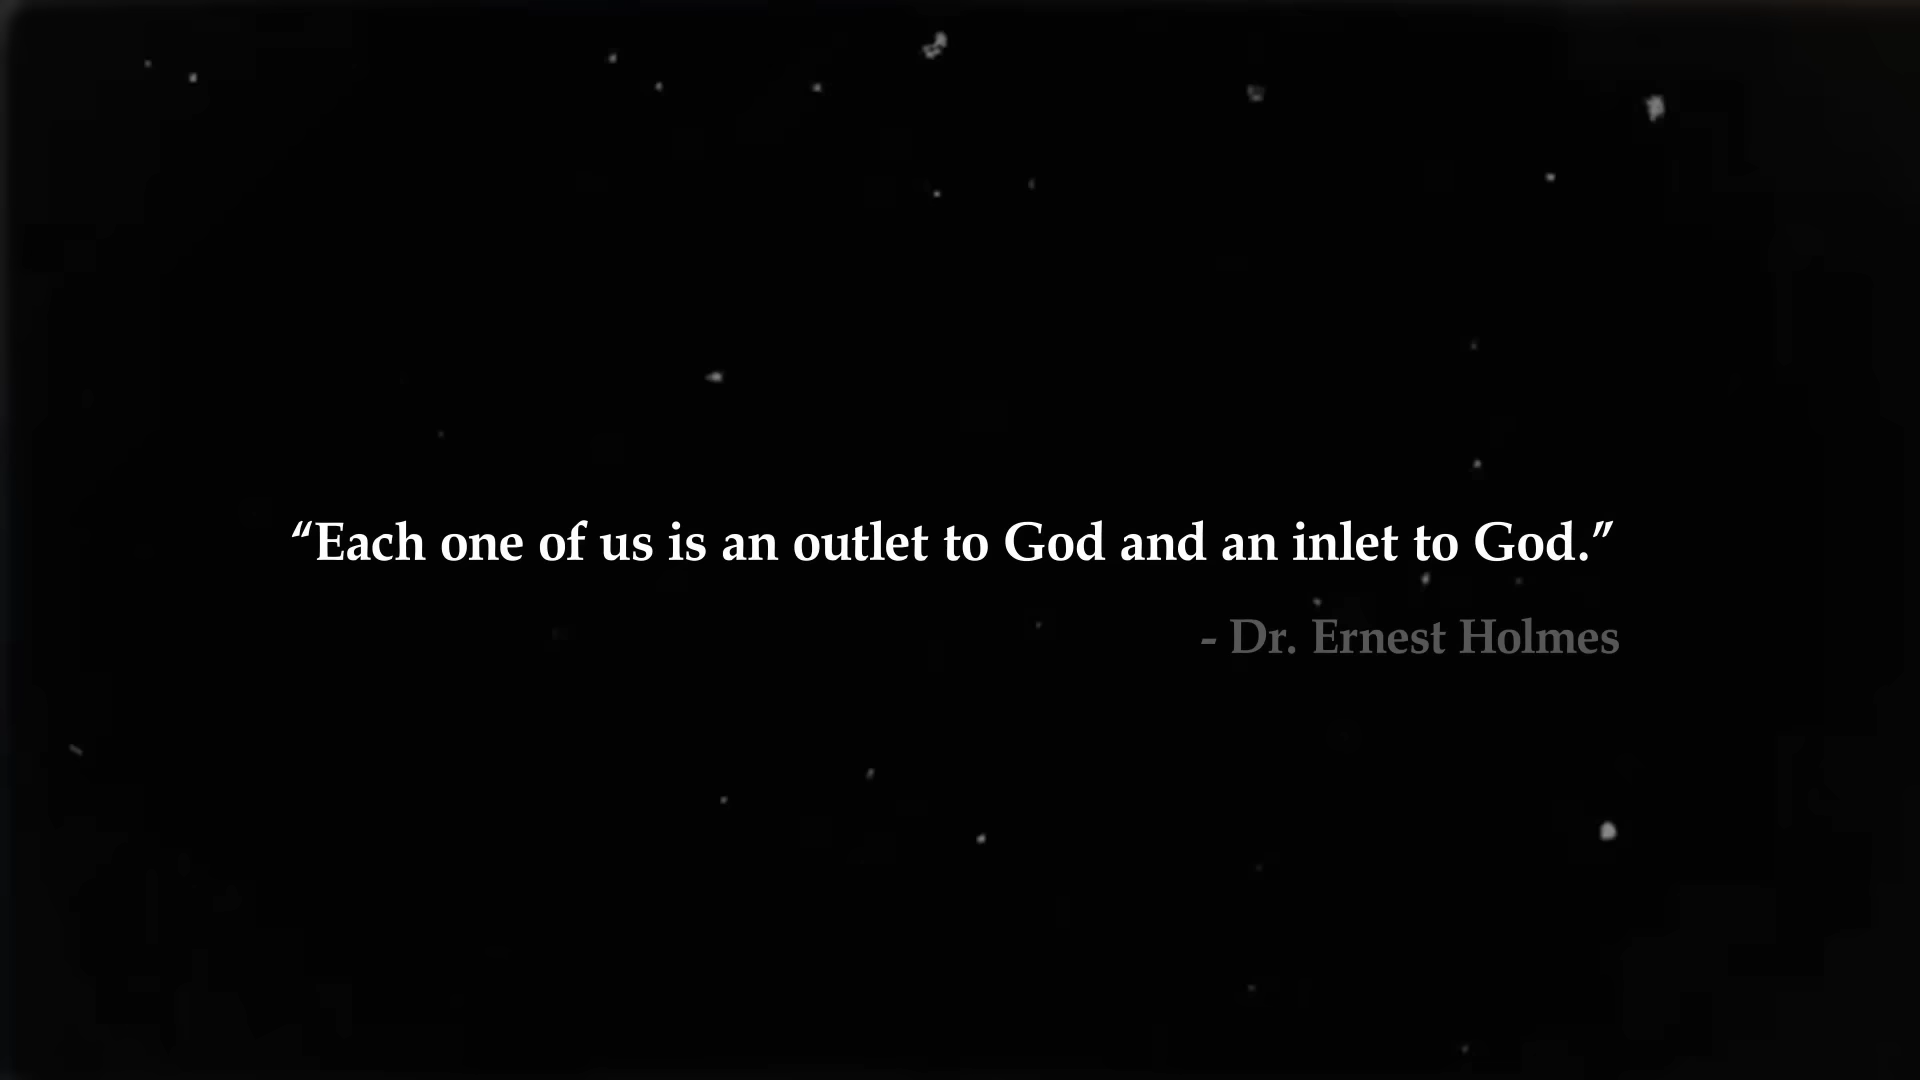 “Each one of us is an outlet to God and an inlet to God.”
- Dr. Ernest Holmes